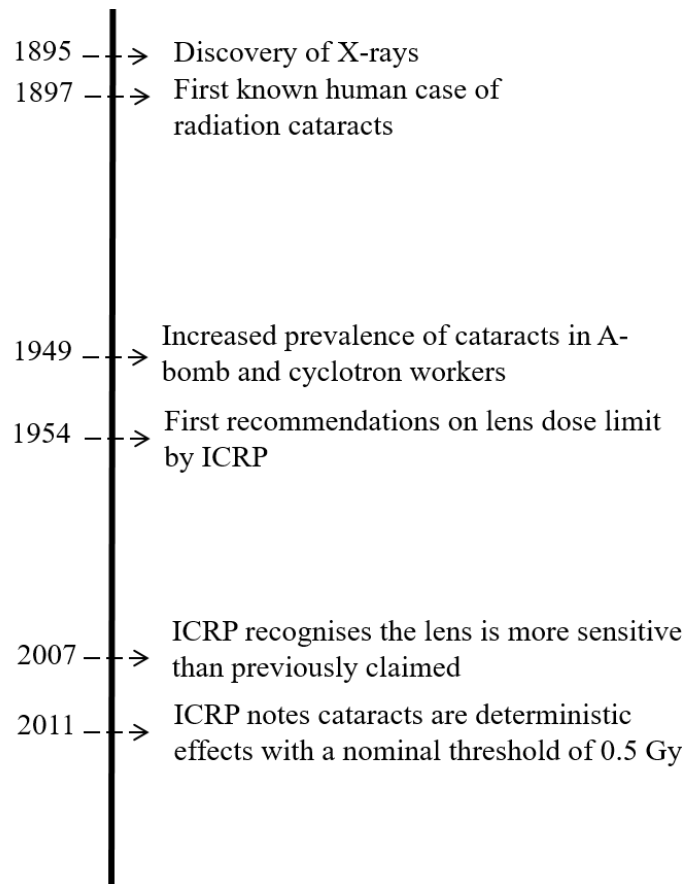 1895 Discovery of X-rays
1897 First known human case of
radiation cataracts
1949 Increased prevalence of cataracts in A-
bomb and cyclotron workers
1954 First recommendations on lens dose limit
by ICRP
2007 ICRP recognises the lens is more sensitive
than previously claimed
2011 ICRP notes cataracts are deterministic
effects with a nominal threshold of 0.5 Gy